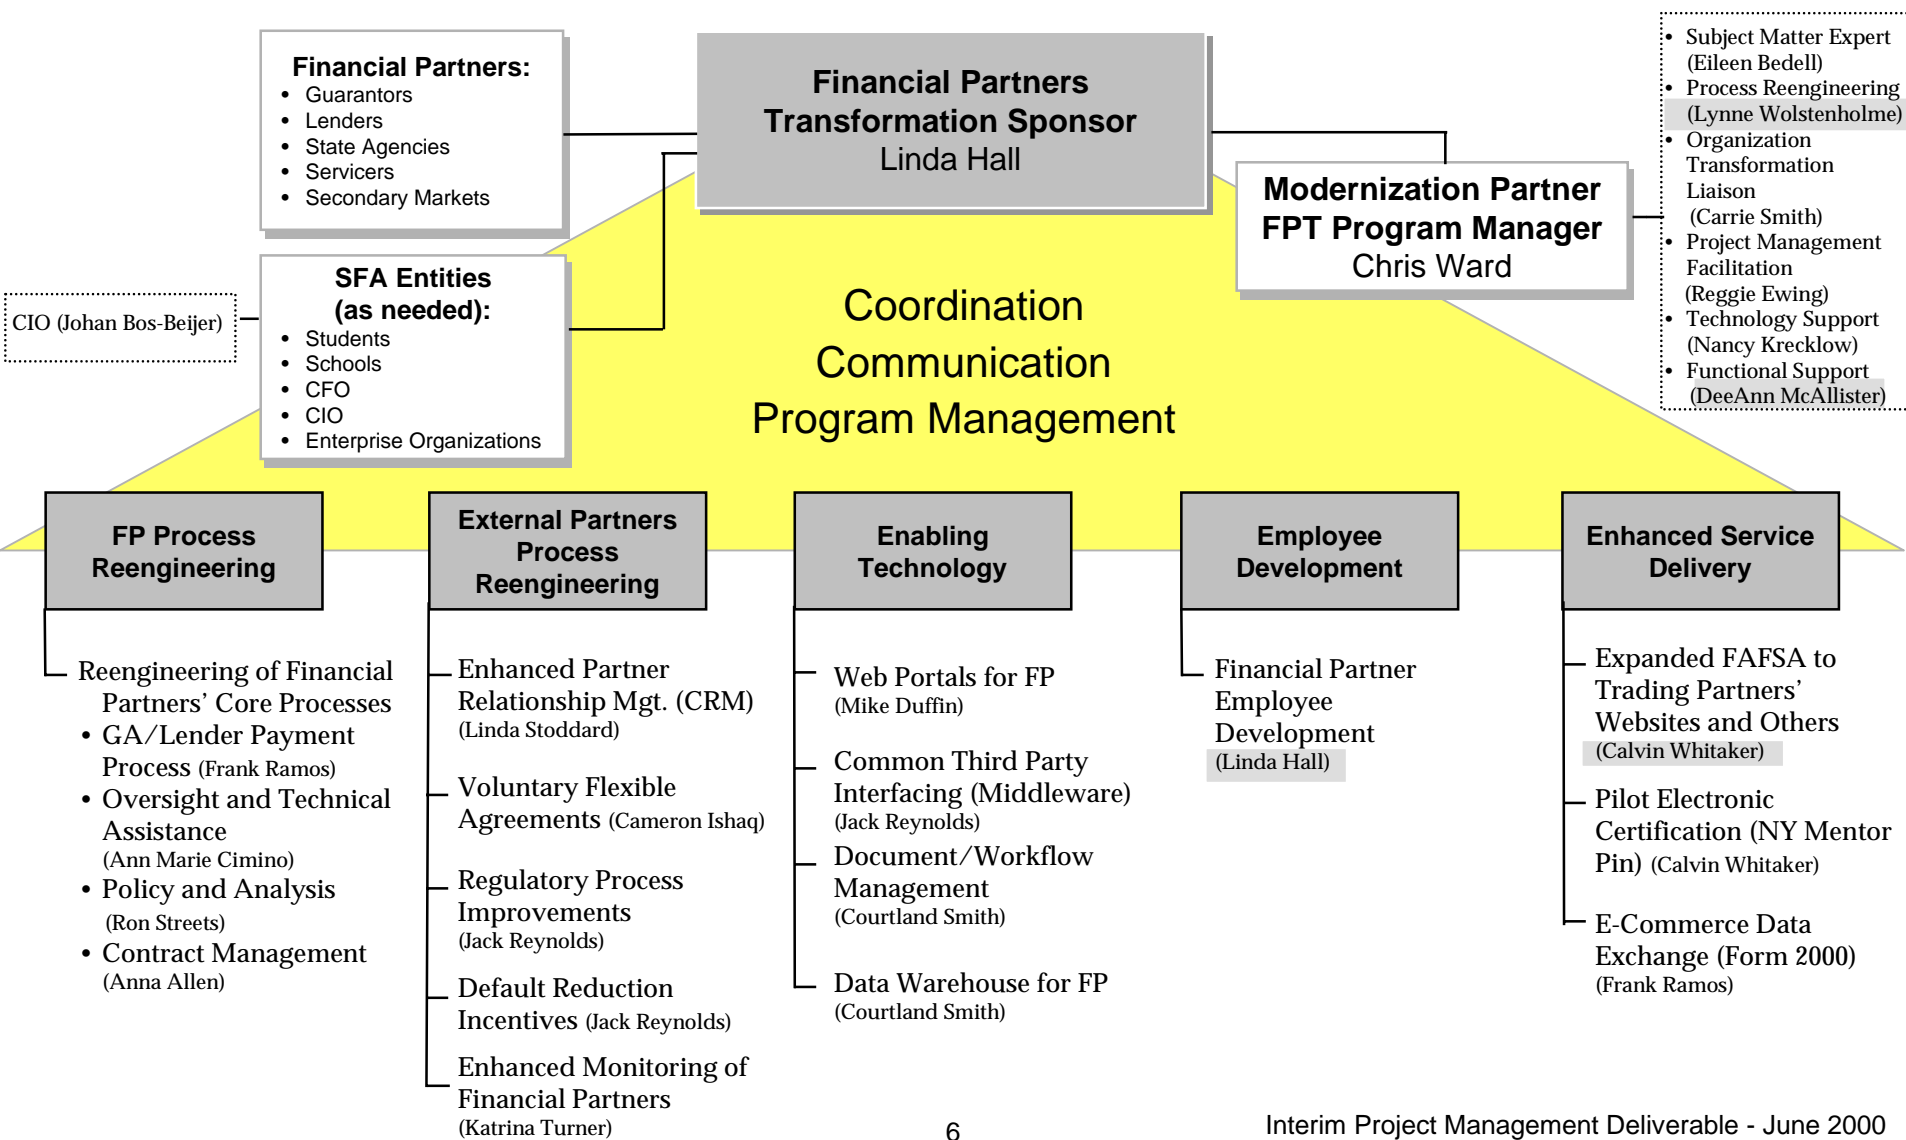 Financial Partners:
• Guarantors
• Lenders
• State Agencies
• Servicers
• Secondary Markets
Financial Partners
Transformation Sponsor
Linda Hall
Modernization Partner
FPT Program Manager
Chris Ward
• Subject Matter Expert
(Eileen Bedell)
• Process Reengineering
(Lynne Wolstenholme)
• Organization
Transformation
Liaison
(Carrie Smith)
• Project Management
Facilitation
(Reggie Ewing)
• Technology Support
(Nancy Krecklow)
• Functional Support
(DeeAnn McAllister)
CIO (Johan Bos-Beijer)
SFA Entities
(as needed):
• Students
• Schools
• CFO
• CIO
• Enterprise Organizations
Coordination
Communication
Program Management
FP Process
Reengineering
Reengineering of Financial
Partners’ Core Processes
• GA/Lender Payment
Process (Frank Ramos)
• Oversight and Technical
Assistance
(Ann Marie Cimino)
• Policy and Analysis
(Ron Streets)
• Contract Management
(Anna Allen)
External Partners
Process
Reengineering
Enhanced Partner
Relationship Mgt. (CRM)
(Linda Stoddard)
Voluntary Flexible
Agreements (Cameron Ishaq)
Regulatory Process
Improvements
(Jack Reynolds)
Default Reduction
Incentives (Jack Reynolds)
Enhanced Monitoring of
Financial Partners
(Katrina Turner)
Enabling
Technology
Web Portals for FP
(Mike Duffin)
Common Third Party
Interfacing (Middleware)
(Jack Reynolds)
Document/Workflow
Management
(Courtland Smith)
Data Warehouse for FP
(Courtland Smith)
Employee
Development
Financial Partner
Employee
Development
(Linda Hall)
Enhanced Service
Delivery
Expanded FAFSA to
Trading Partners’
Websites and Others
(Calvin Whitaker)
Pilot Electronic
Certification (NY Mentor
Pin) (Calvin Whitaker)
E-Commerce Data
Exchange (Form 2000)
(Frank Ramos)
6
Interim Project Management Deliverable - June 2000